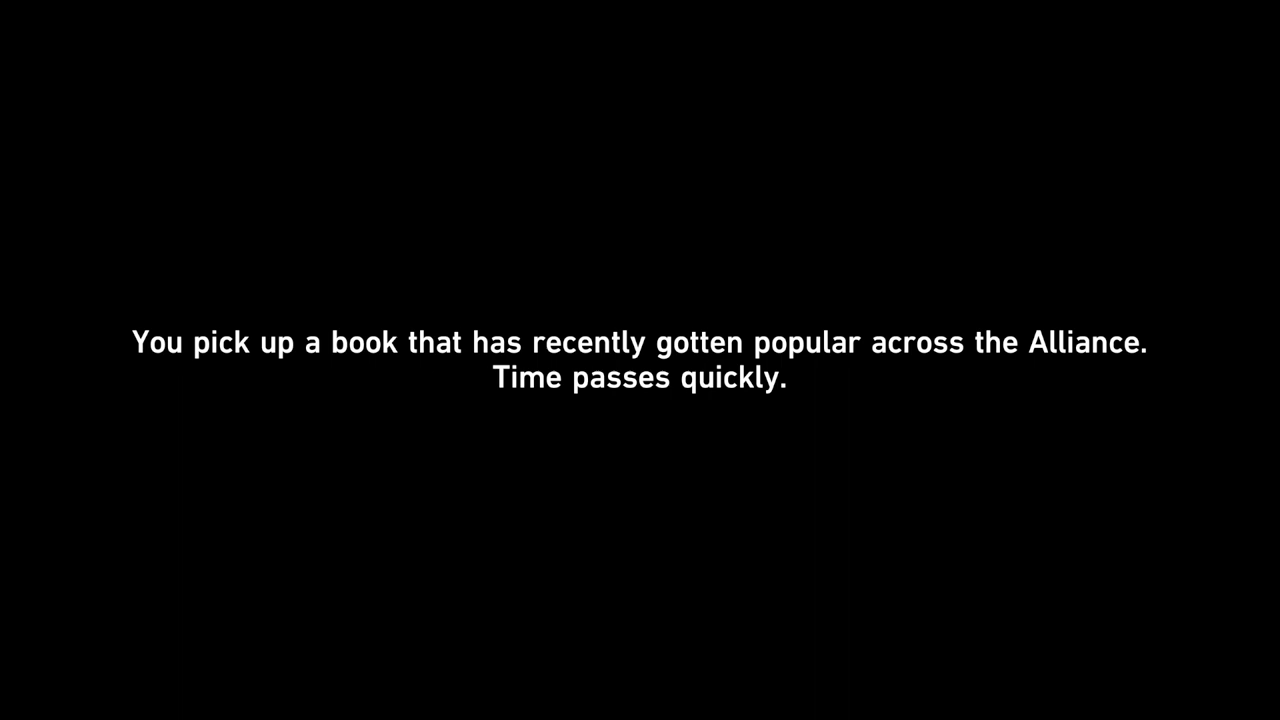 You pick up a book that has recently gotten popular across the Alliance.
Time passes quickly.